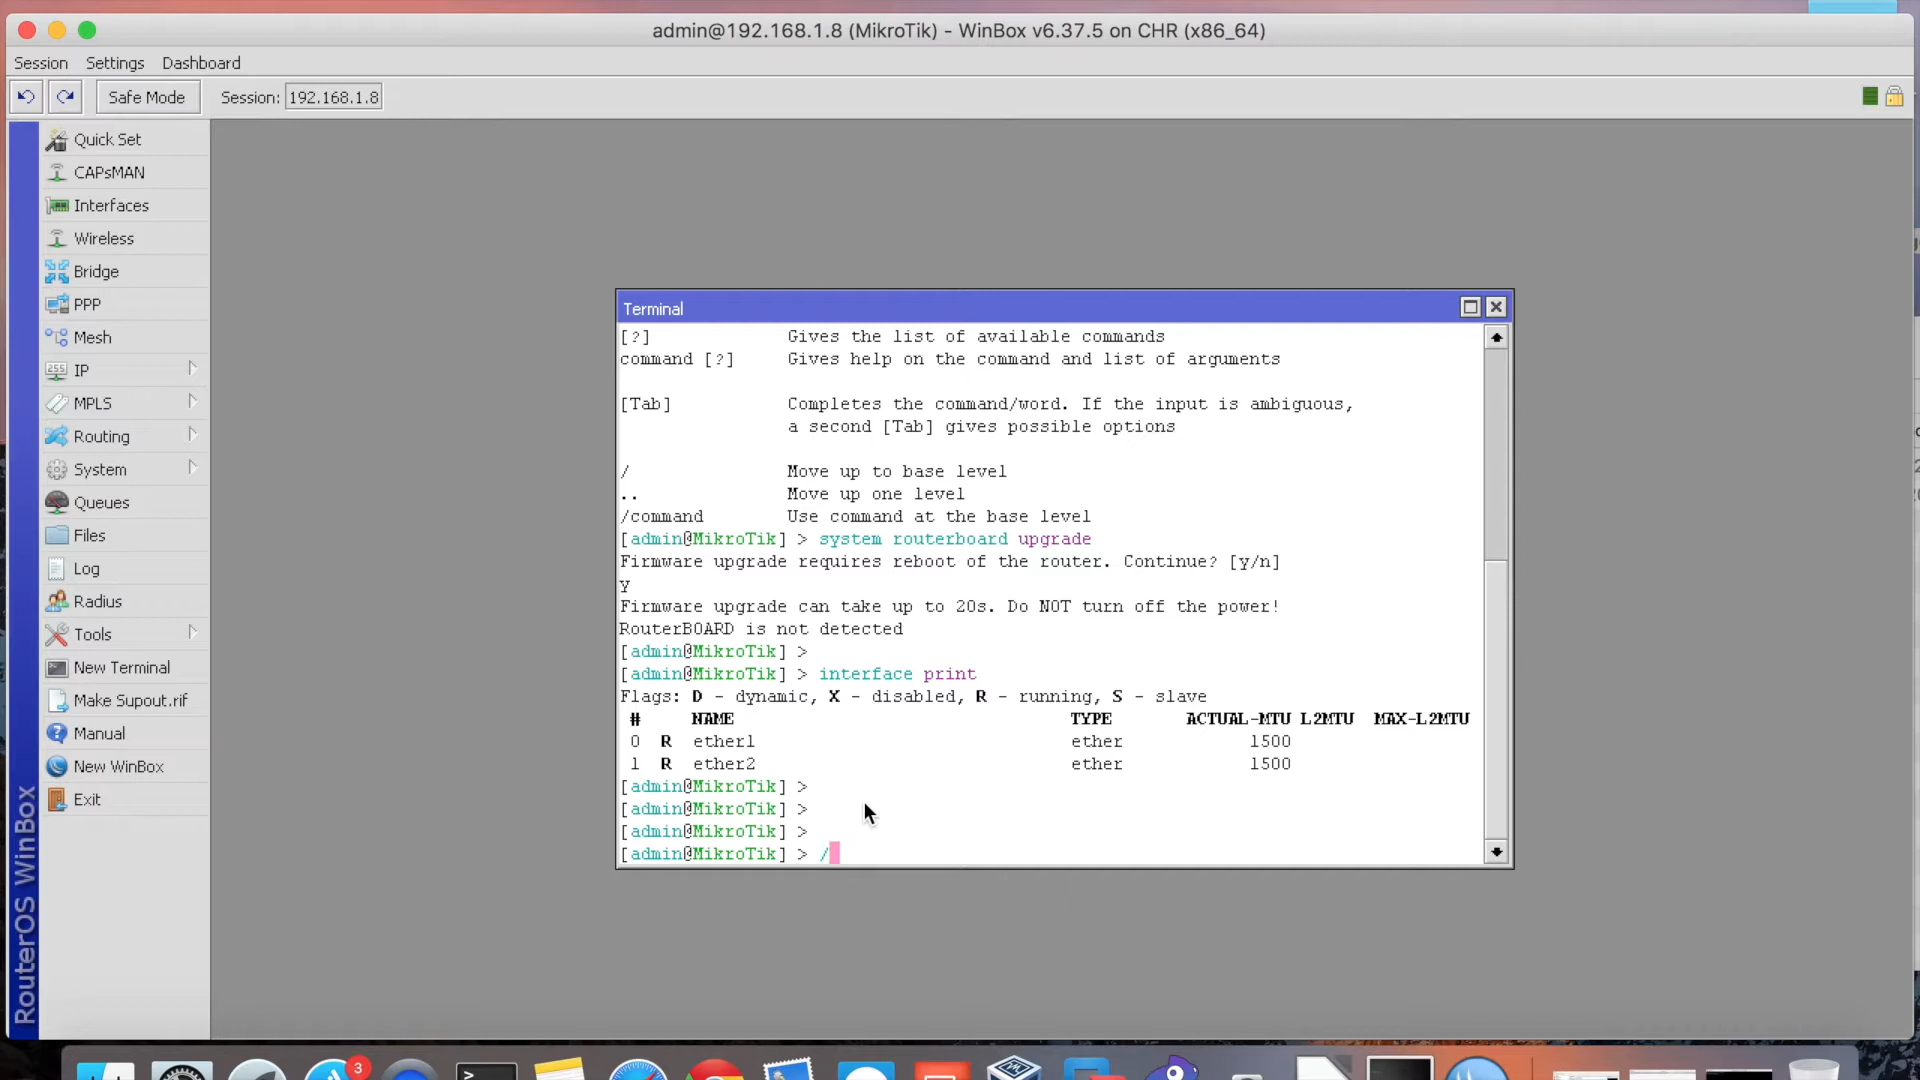 admin@192.168.1.8 (MikroTik) - WinBox v6.37.5 on CHR (x86_64)
Session Settings Dashboard
Safe Mode Session: 192.168.1.8
Quick Set
CAPsMAN
Interfaces
Wireless
Bridge
PPP
Mesh
255 IP
MPLS
Routing
System
Queues
Files
Log
Radius
Tools
New Terminal
Make Supout.rif
Manual
New WinBox
Exit
RouterOS WinBox
Terminal
[?] Gives the list of available commands
command [?] Gives help on the command and list of arguments
[Tab] Completes the command/word. If the input is ambiguous,
a second [Tab] gives possible options
/ Move up to base level
.. Move up one level
/command Use command at the base level
[admin@MikroTik] > system routerboard upgrade
Firmware upgrade requires reboot of the router. Continue? [y/n]
y
Firmware upgrade can take up to 20s. Do NOT turn off the power!
RouterBOARD is not detected
[admin@MikroTik] >
[admin@MikroTik] > interface print
Flags: D - dynamic, X - disabled, R - running, S - slave
# NAME TYPE ACTUAL-MTU L2MTU MAX-L2MTU
0 R ether1 ether 1500
1 R ether2 ether 1500
[admin@MikroTik] >
[admin@MikroTik] >
[admin@MikroTik] >
[admin@MikroTik] > /
3